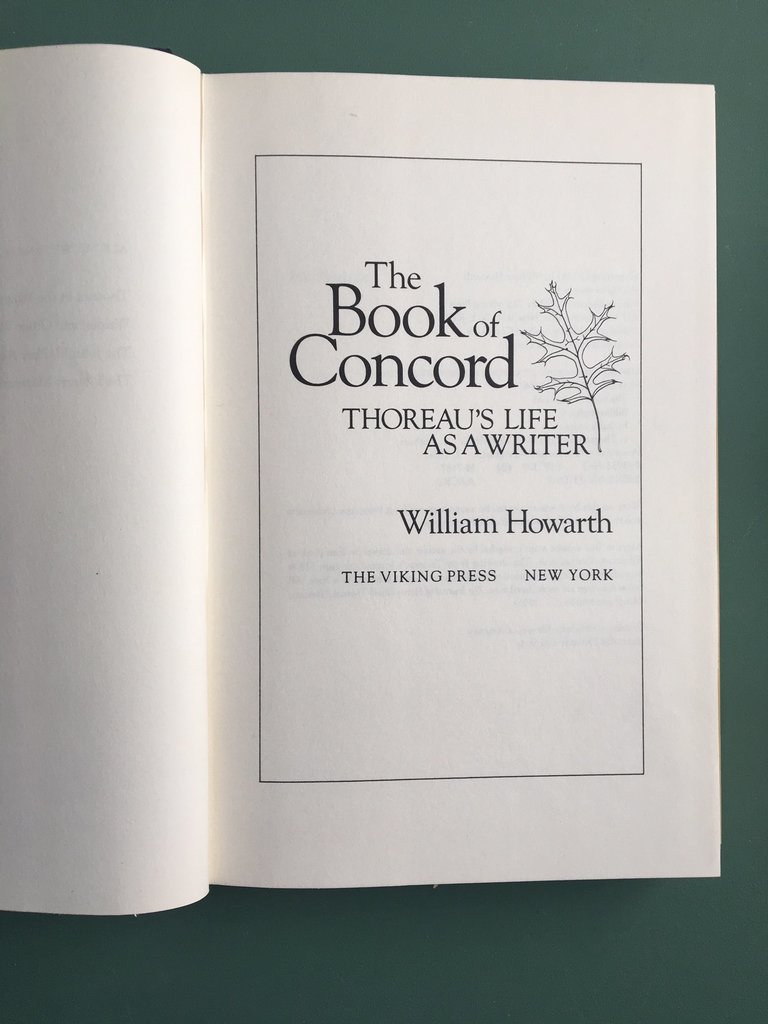 The
Book of
Concord
THOREAU'S LIFE
AS A WRITER
William Howarth
THE VIKING PRESS NEW YORK